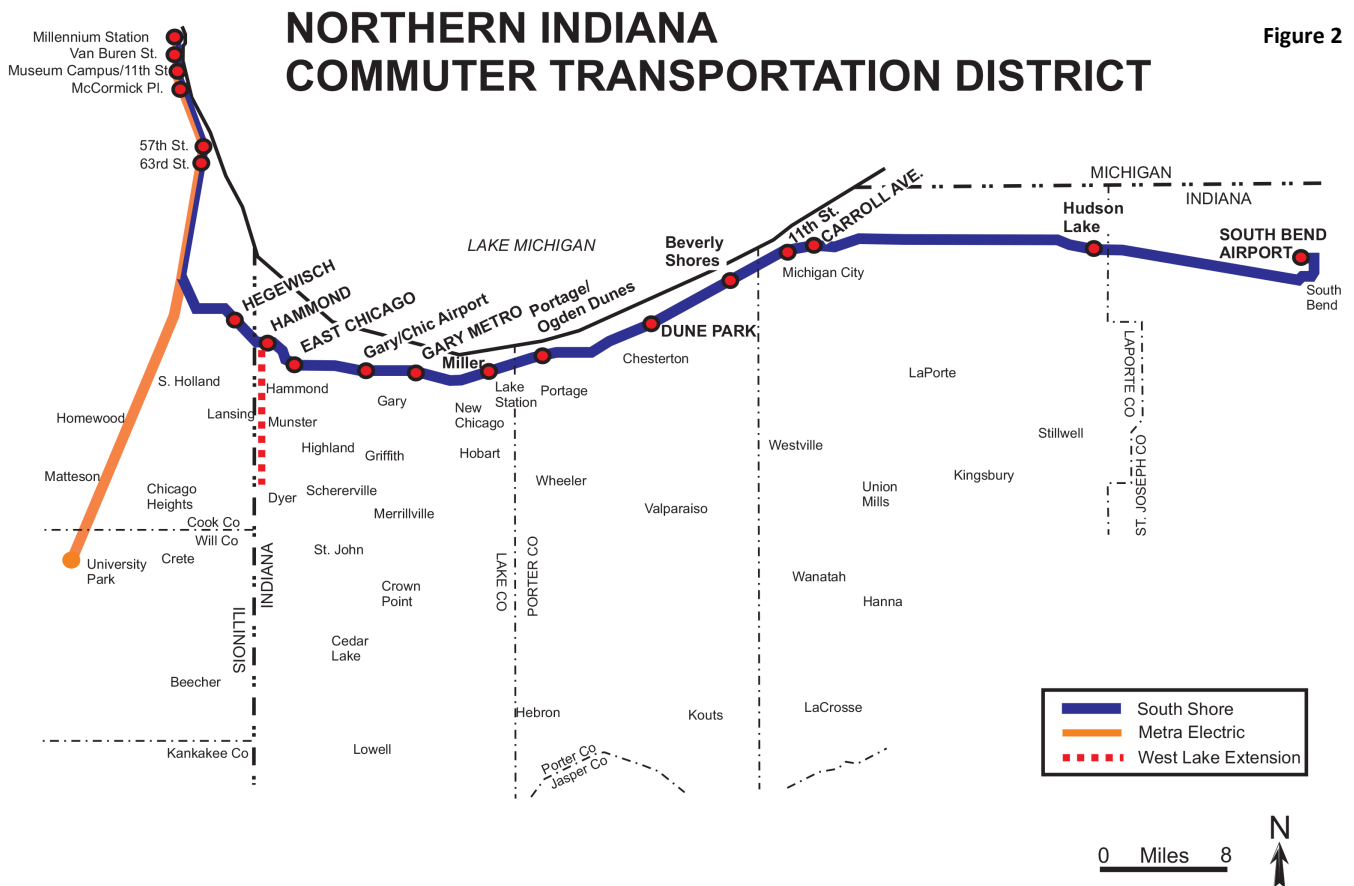 NORTHERN INDIANA
COMMUTER TRANSPORTATION DISTRICT
Figure 2
Millennium Station
Van Buren St.
Museum Campus/11th St
McCormick Pl.
57th St.
63rd St.
MICHIGAN
INDIANA
LAKE MICHIGAN
HEGEWISCH
HAMMOND
EAST CHICAGO
Gary/Chic Airport
GARY METRO
Miller
Portage/
Ogden Dunes
DUNE PARK
Beverly
Shores
11th St.
CARROLL AVE.
Michigan City
Hudson
Lake
SOUTH BEND
AIRPORT
South
Bend
S. Holland
Hammond
Gary
Lake
Station
Portage
Chesterton
LaPorte
LAPORTE CO
ST. JOSEPH CO
Homewood
Lansing
Munster
New
Chicago
Highland
Griffith
Hobart
Westville
Stillwell
Matteson
Chicago
Heights
Dyer
Schererville
Merrillville
Wheeler
Valparaiso
Union
Mills
Kingsbury
Cook Co
Will Co
University
Park
Crete
St. John
INDIANA
ILLINOIS
LAKE CO
PORTER CO
Crown
Point
Wanatah
Hanna
Cedar
Lake
Beecher
Hebron
Kouts
LaCrosse
Kankakee Co
Lowell
Porter Co
Jasper Co
South Shore
Metra Electric
West Lake Extension
N
0 Miles 8